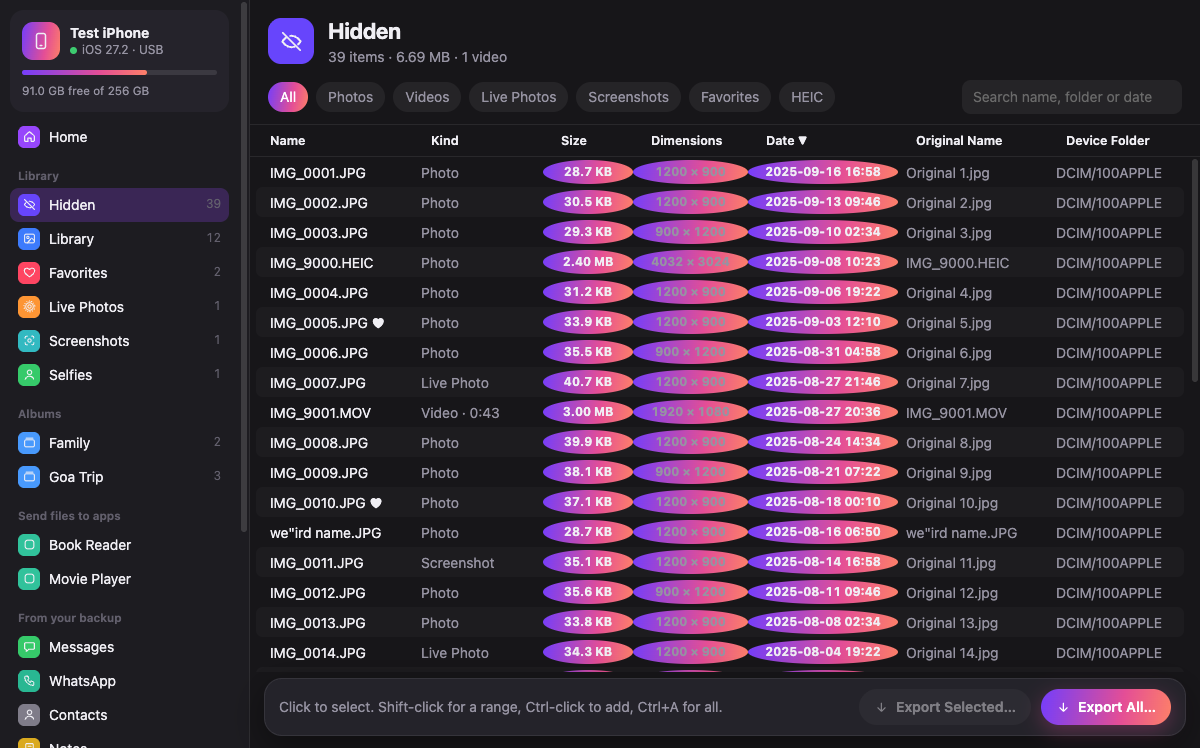 Test iPhone
iOS 27.2 · USB
91.0 GB free of 256 GB
Home
Library
Hidden 39
Library 12
Favorites 2
Live Photos 1
Screenshots 1
Selfies 1
Albums
Family 2
Goa Trip 3
Send files to apps
Book Reader
Movie Player
From your backup
Messages
WhatsApp
Contacts
Notes
Hidden
39 items · 6.69 MB · 1 video
All Photos Videos Live Photos Screenshots Favorites HEIC Search name, folder or date
Name Kind Size Dimensions Date ▼ Original Name Device Folder
IMG_0001.JPG Photo 28.7 KB 1200 × 900 2025-09-16 16:58 Original 1.jpg DCIM/100APPLE
IMG_0002.JPG Photo 30.5 KB 1200 × 900 2025-09-13 09:46 Original 2.jpg DCIM/100APPLE
IMG_0003.JPG Photo 29.3 KB 900 × 1200 2025-09-10 02:34 Original 3.jpg DCIM/100APPLE
IMG_9000.HEIC Photo 2.40 MB 4032 × 3024 2025-09-08 10:23 IMG_9000.HEIC DCIM/100APPLE
IMG_0004.JPG Photo 31.2 KB 1200 × 900 2025-09-06 19:22 Original 4.jpg DCIM/100APPLE
IMG_0005.JPG ♥ Photo 33.9 KB 1200 × 900 2025-09-03 12:10 Original 5.jpg DCIM/100APPLE
IMG_0006.JPG Photo 35.5 KB 900 × 1200 2025-08-31 04:58 Original 6.jpg DCIM/100APPLE
IMG_0007.JPG Live Photo 40.7 KB 1200 × 900 2025-08-27 21:46 Original 7.jpg DCIM/100APPLE
IMG_9001.MOV Video · 0:43 3.00 MB 1920 × 1080 2025-08-27 20:36 IMG_9001.MOV DCIM/100APPLE
IMG_0008.JPG Photo 39.9 KB 1200 × 900 2025-08-24 14:34 Original 8.jpg DCIM/100APPLE
IMG_0009.JPG Photo 38.1 KB 900 × 1200 2025-08-21 07:22 Original 9.jpg DCIM/100APPLE
IMG_0010.JPG ♥ Photo 37.1 KB 1200 × 900 2025-08-18 00:10 Original 10.jpg DCIM/100APPLE
we"ird name.JPG Photo 28.7 KB 1200 × 900 2025-08-16 06:50 we"ird name.JPG DCIM/100APPLE
IMG_0011.JPG Screenshot 35.1 KB 1200 × 900 2025-08-14 16:58 Original 11.jpg DCIM/100APPLE
IMG_0012.JPG Photo 35.6 KB 900 × 1200 2025-08-11 09:46 Original 12.jpg DCIM/100APPLE
IMG_0013.JPG Photo 33.8 KB 1200 × 900 2025-08-08 02:34 Original 13.jpg DCIM/100APPLE
IMG_0014.JPG Live Photo 34.3 KB 1200 × 900 2025-08-04 19:22 Original 14.jpg DCIM/100APPLE
Click to select. Shift-click for a range, Ctrl-click to add, Ctrl+A for all. ↓ Export Selected... ↓ Export All...